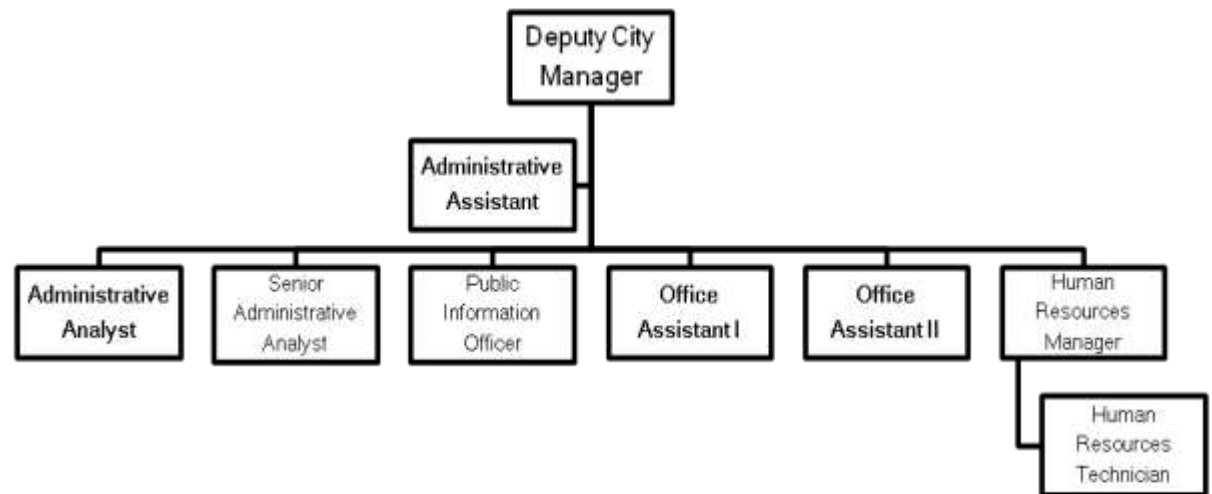 Deputy City
Manager
Administrative
Assistant
Administrative
Analyst
Senior
Administrative
Analyst
Public
Information
Officer
Office
Assistant I
Office
Assistant II
Human
Resources
Manager
Human
Resources
Technician